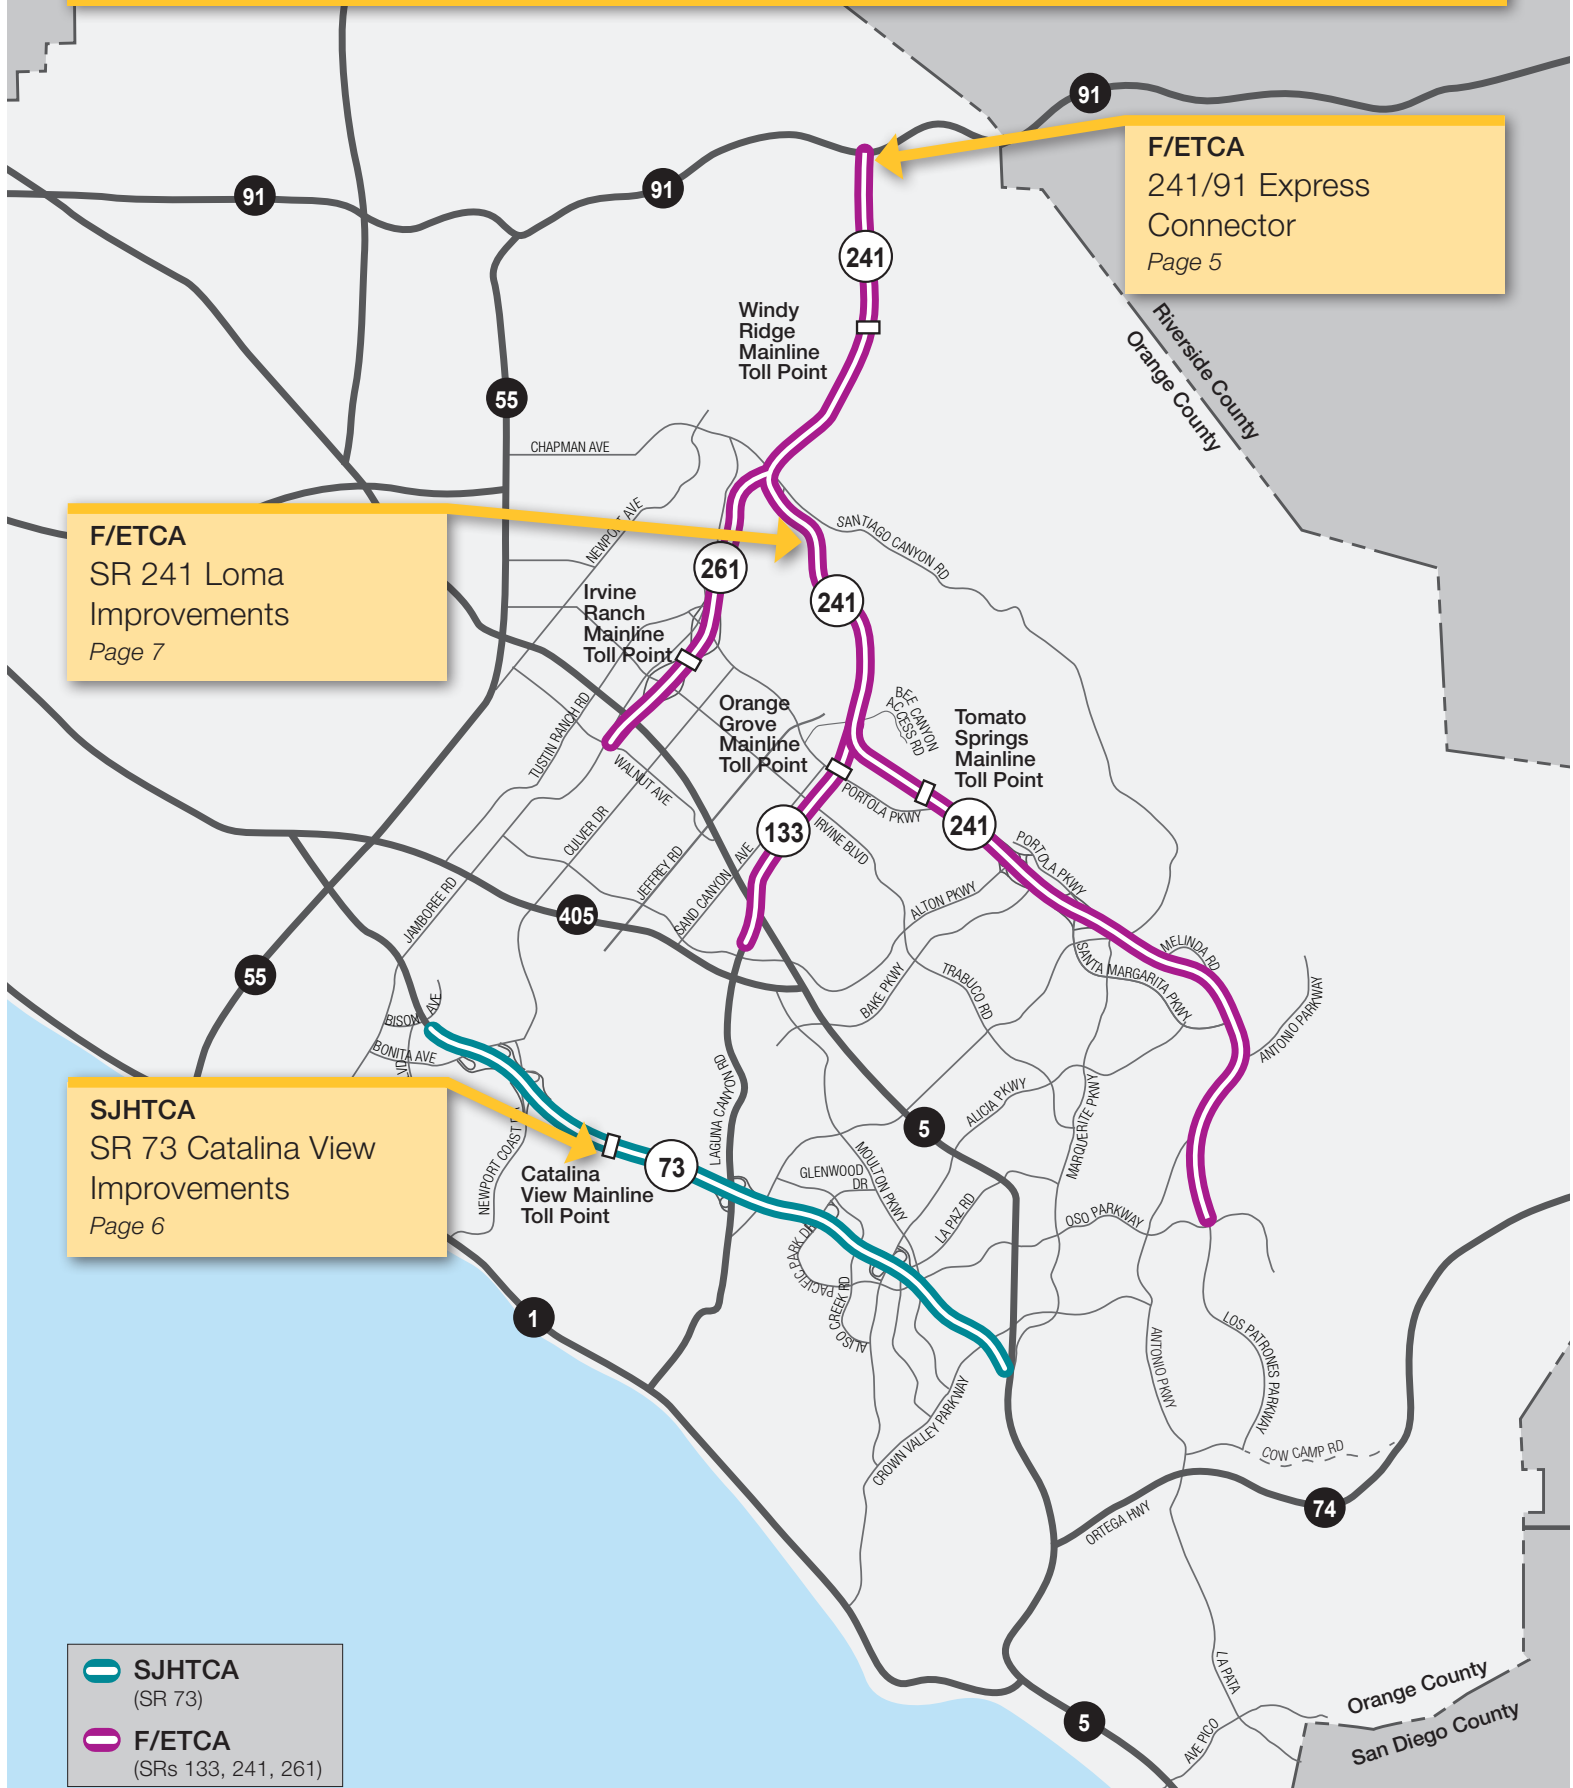 91
F/ETCA
241/91 Express
Connector
Page 5
91
91
241
Windy
Ridge
Mainline
Toll Point
Riverside County
Orange County
55
CHAPMAN AVE
NEWPORT AVE
SANTIAGO CANYON RD
F/ETCA
SR 241 Loma
Improvements
Page 7
261
241
Irvine
Ranch
Mainline
Toll Point
Orange
Grove
Mainline
Toll Point
BEE CANYON
ACCESS RD
Tomato
Springs
Mainline
Toll Point
TUSTIN RANCH RD
WALNUT AVE
PORTOLA PKWY
133
241
CULVER DR
IRVINE BLVD
PORTOLA PKWY
JEFFREY RD
SAND CANYON AVE
ALTON PKWY
JAMBOREE RD
405
55
MELINDA RD
SANTA MARGARITA PKWY
BAKE PKWY
TRABUCO RD
ANTONIO PARKWAY
BISON AVE
BONITA AVE
LAGUNA CANYON RD
SJHTCA
SR 73 Catalina View
Improvements
Page 6
NEWPORT COAST
ALICIA PKWY
MARQUERITE PKWY
5
73
Catalina
View Mainline
Toll Point
MOULTON PKWY
GLENWOOD
DR
LA PAZ RD
OSO PARKWAY
PACIFIC PARK DR
ALISO CREEK RD
1
LOS PATRONES PARKWAY
ANTONIO PKWY
CROWN VALLEY PARKWAY
COW CAMP RD
74
ORTEGA HWY
LA PATA
AVE PICO
5
Orange County
San Diego County
SJHTCA
(SR 73)
F/ETCA
(SRs 133, 241, 261)